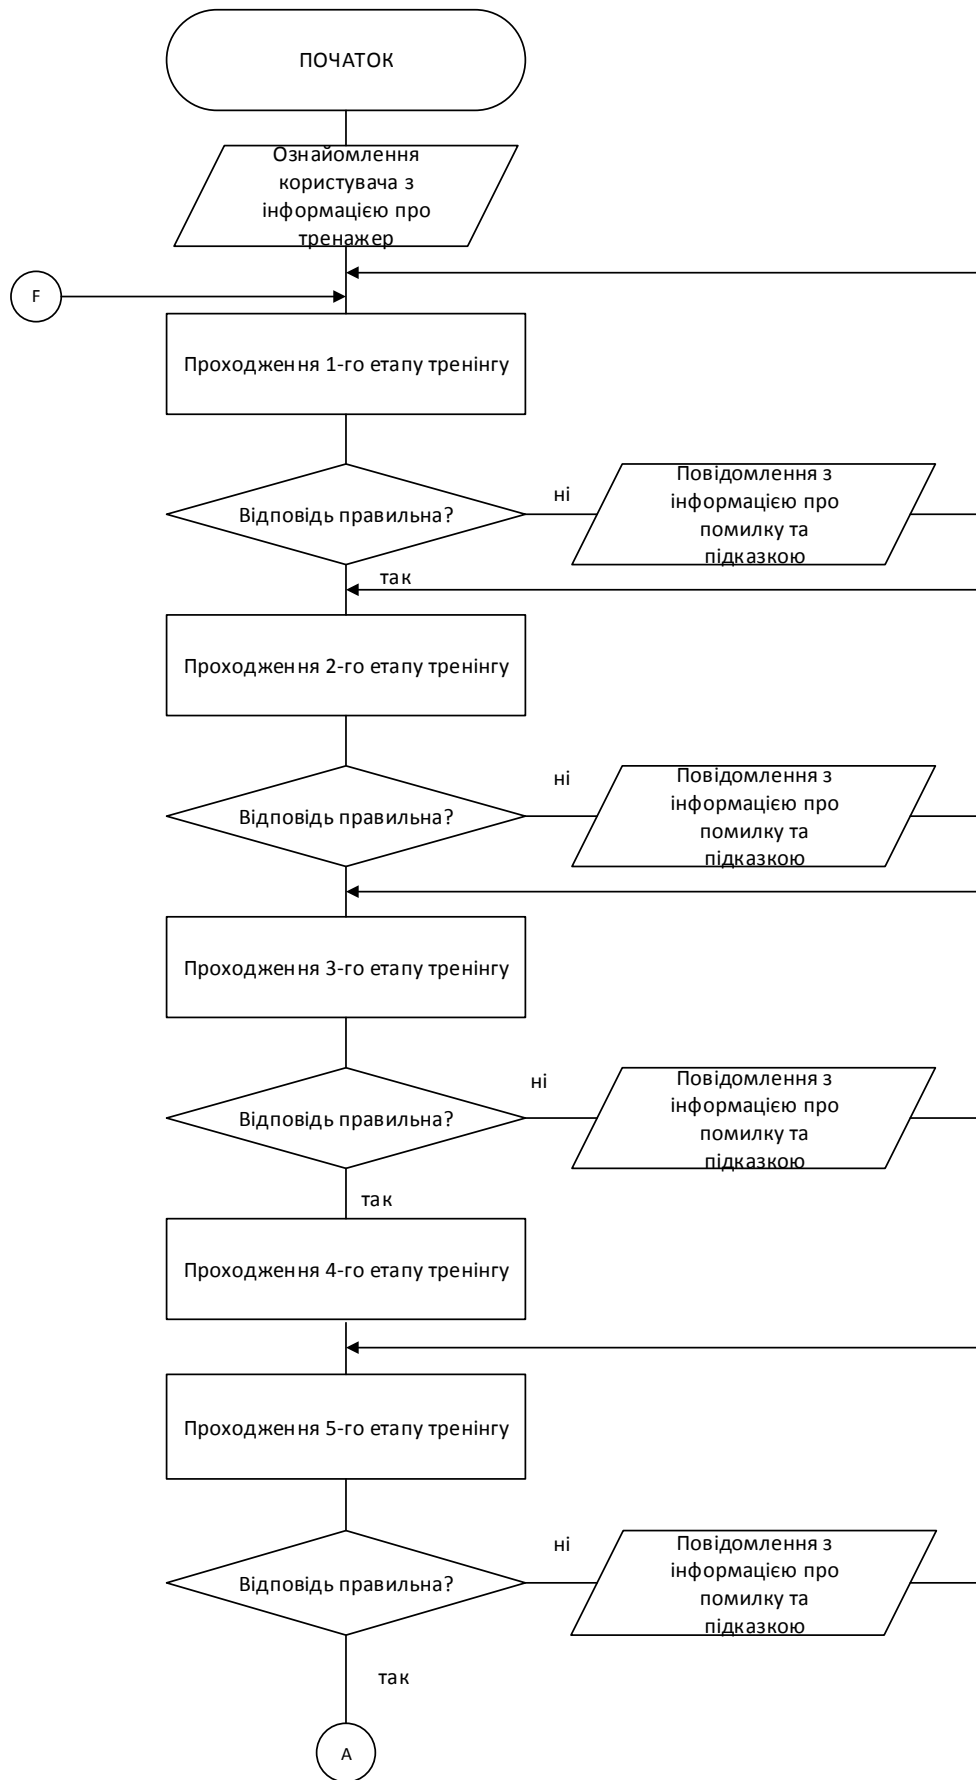 ПОЧАТОК
Ознайомлення
користувача з
інформацією про
тренажер
F
Проходження 1-го етапу тренінгу
Відповідь правильна?
ні
Повідомлення з
інформацією про
помилку та
підказкою
так
Проходження 2-го етапу тренінгу
Відповідь правильна?
ні
Повідомлення з
інформацією про
помилку та
підказкою
Проходження 3-го етапу тренінгу
Відповідь правильна?
ні
Повідомлення з
інформацією про
помилку та
підказкою
так
Проходження 4-го етапу тренінгу
Проходження 5-го етапу тренінгу
Відповідь правильна?
ні
Повідомлення з
інформацією про
помилку та
підказкою
так
A